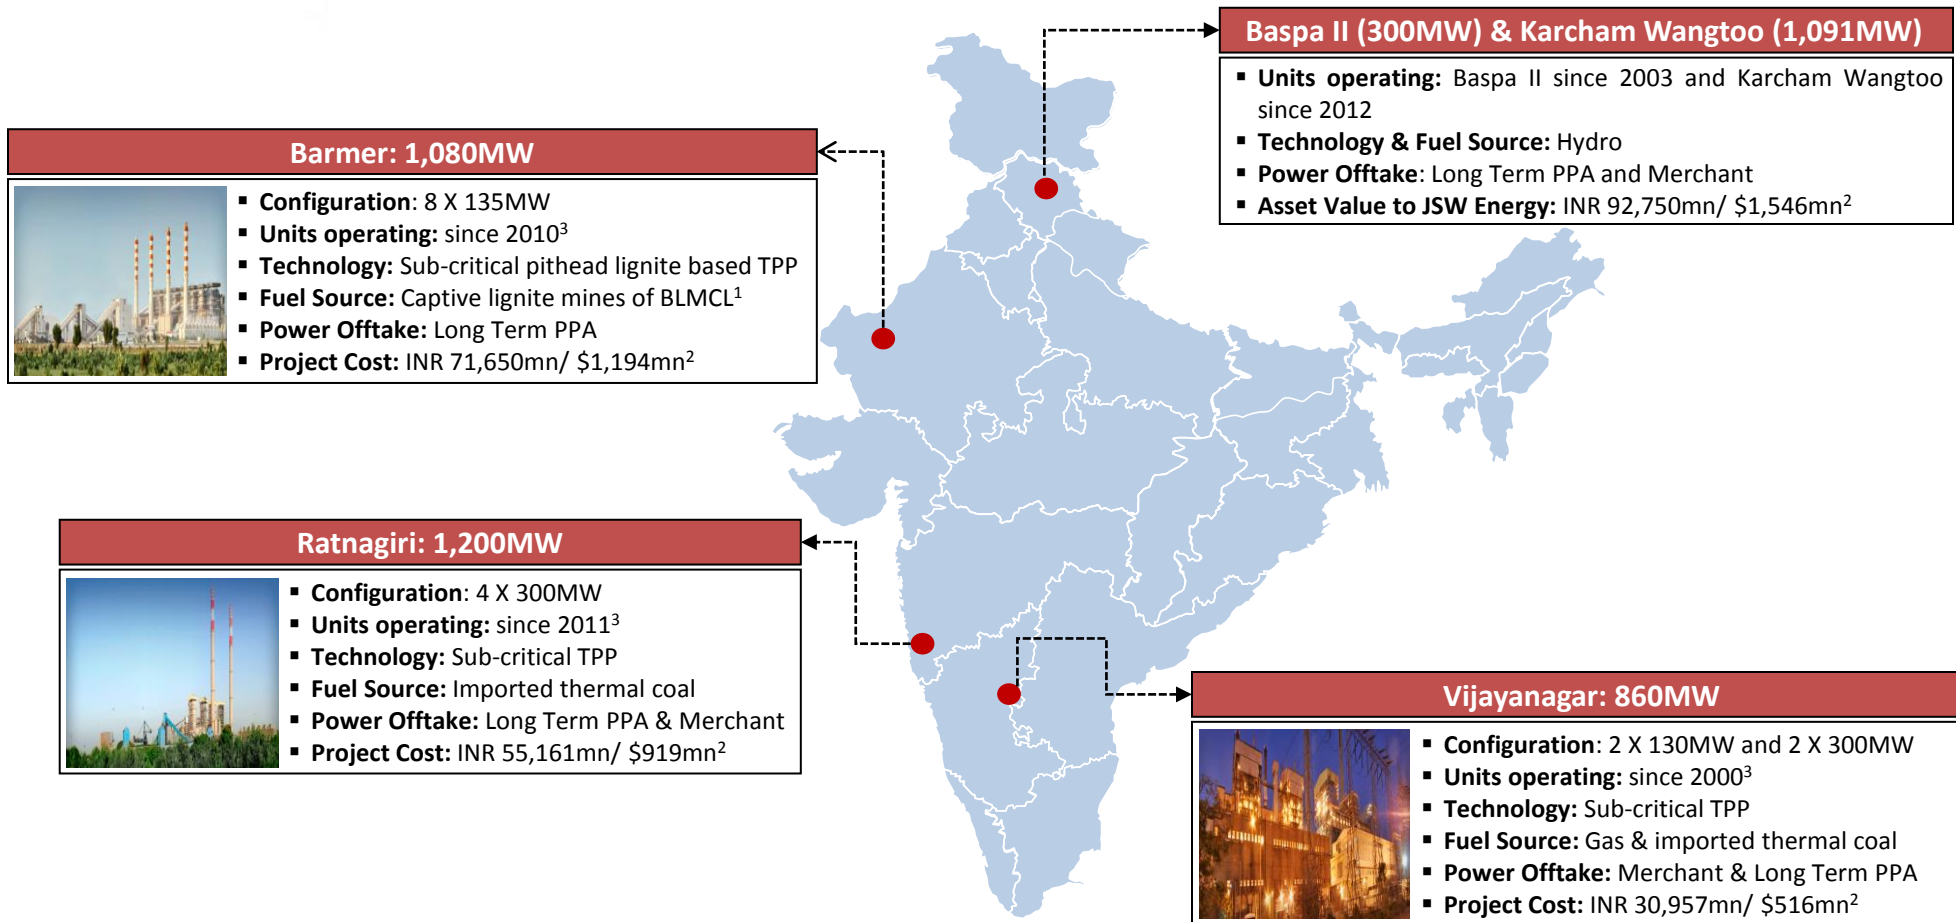 Baspa II (300MW) & Karcham Wangtoo (1,091MW)
▪ Units operating: Baspa II since 2003 and Karcham Wangtoo
since 2012
▪ Technology & Fuel Source: Hydro
▪ Power Offtake: Long Term PPA and Merchant
▪ Asset Value to JSW Energy: INR 92,750mn/ $1,546mn²
Barmer: 1,080MW
▪ Configuration: 8 X 135MW
▪ Units operating: since 2010³
▪ Technology: Sub-critical pithead lignite based TPP
▪ Fuel Source: Captive lignite mines of BLMCL¹
▪ Power Offtake: Long Term PPA
▪ Project Cost: INR 71,650mn/ $1,194mn²
Ratnagiri: 1,200MW
▪ Configuration: 4 X 300MW
▪ Units operating: since 2011³
▪ Technology: Sub-critical TPP
▪ Fuel Source: Imported thermal coal
▪ Power Offtake: Long Term PPA & Merchant
▪ Project Cost: INR 55,161mn/ $919mn²
Vijayanagar: 860MW
▪ Configuration: 2 X 130MW and 2 X 300MW
▪ Units operating: since 2000³
▪ Technology: Sub-critical TPP
▪ Fuel Source: Gas & imported thermal coal
▪ Power Offtake: Merchant & Long Term PPA
▪ Project Cost: INR 30,957mn/ $516mn²